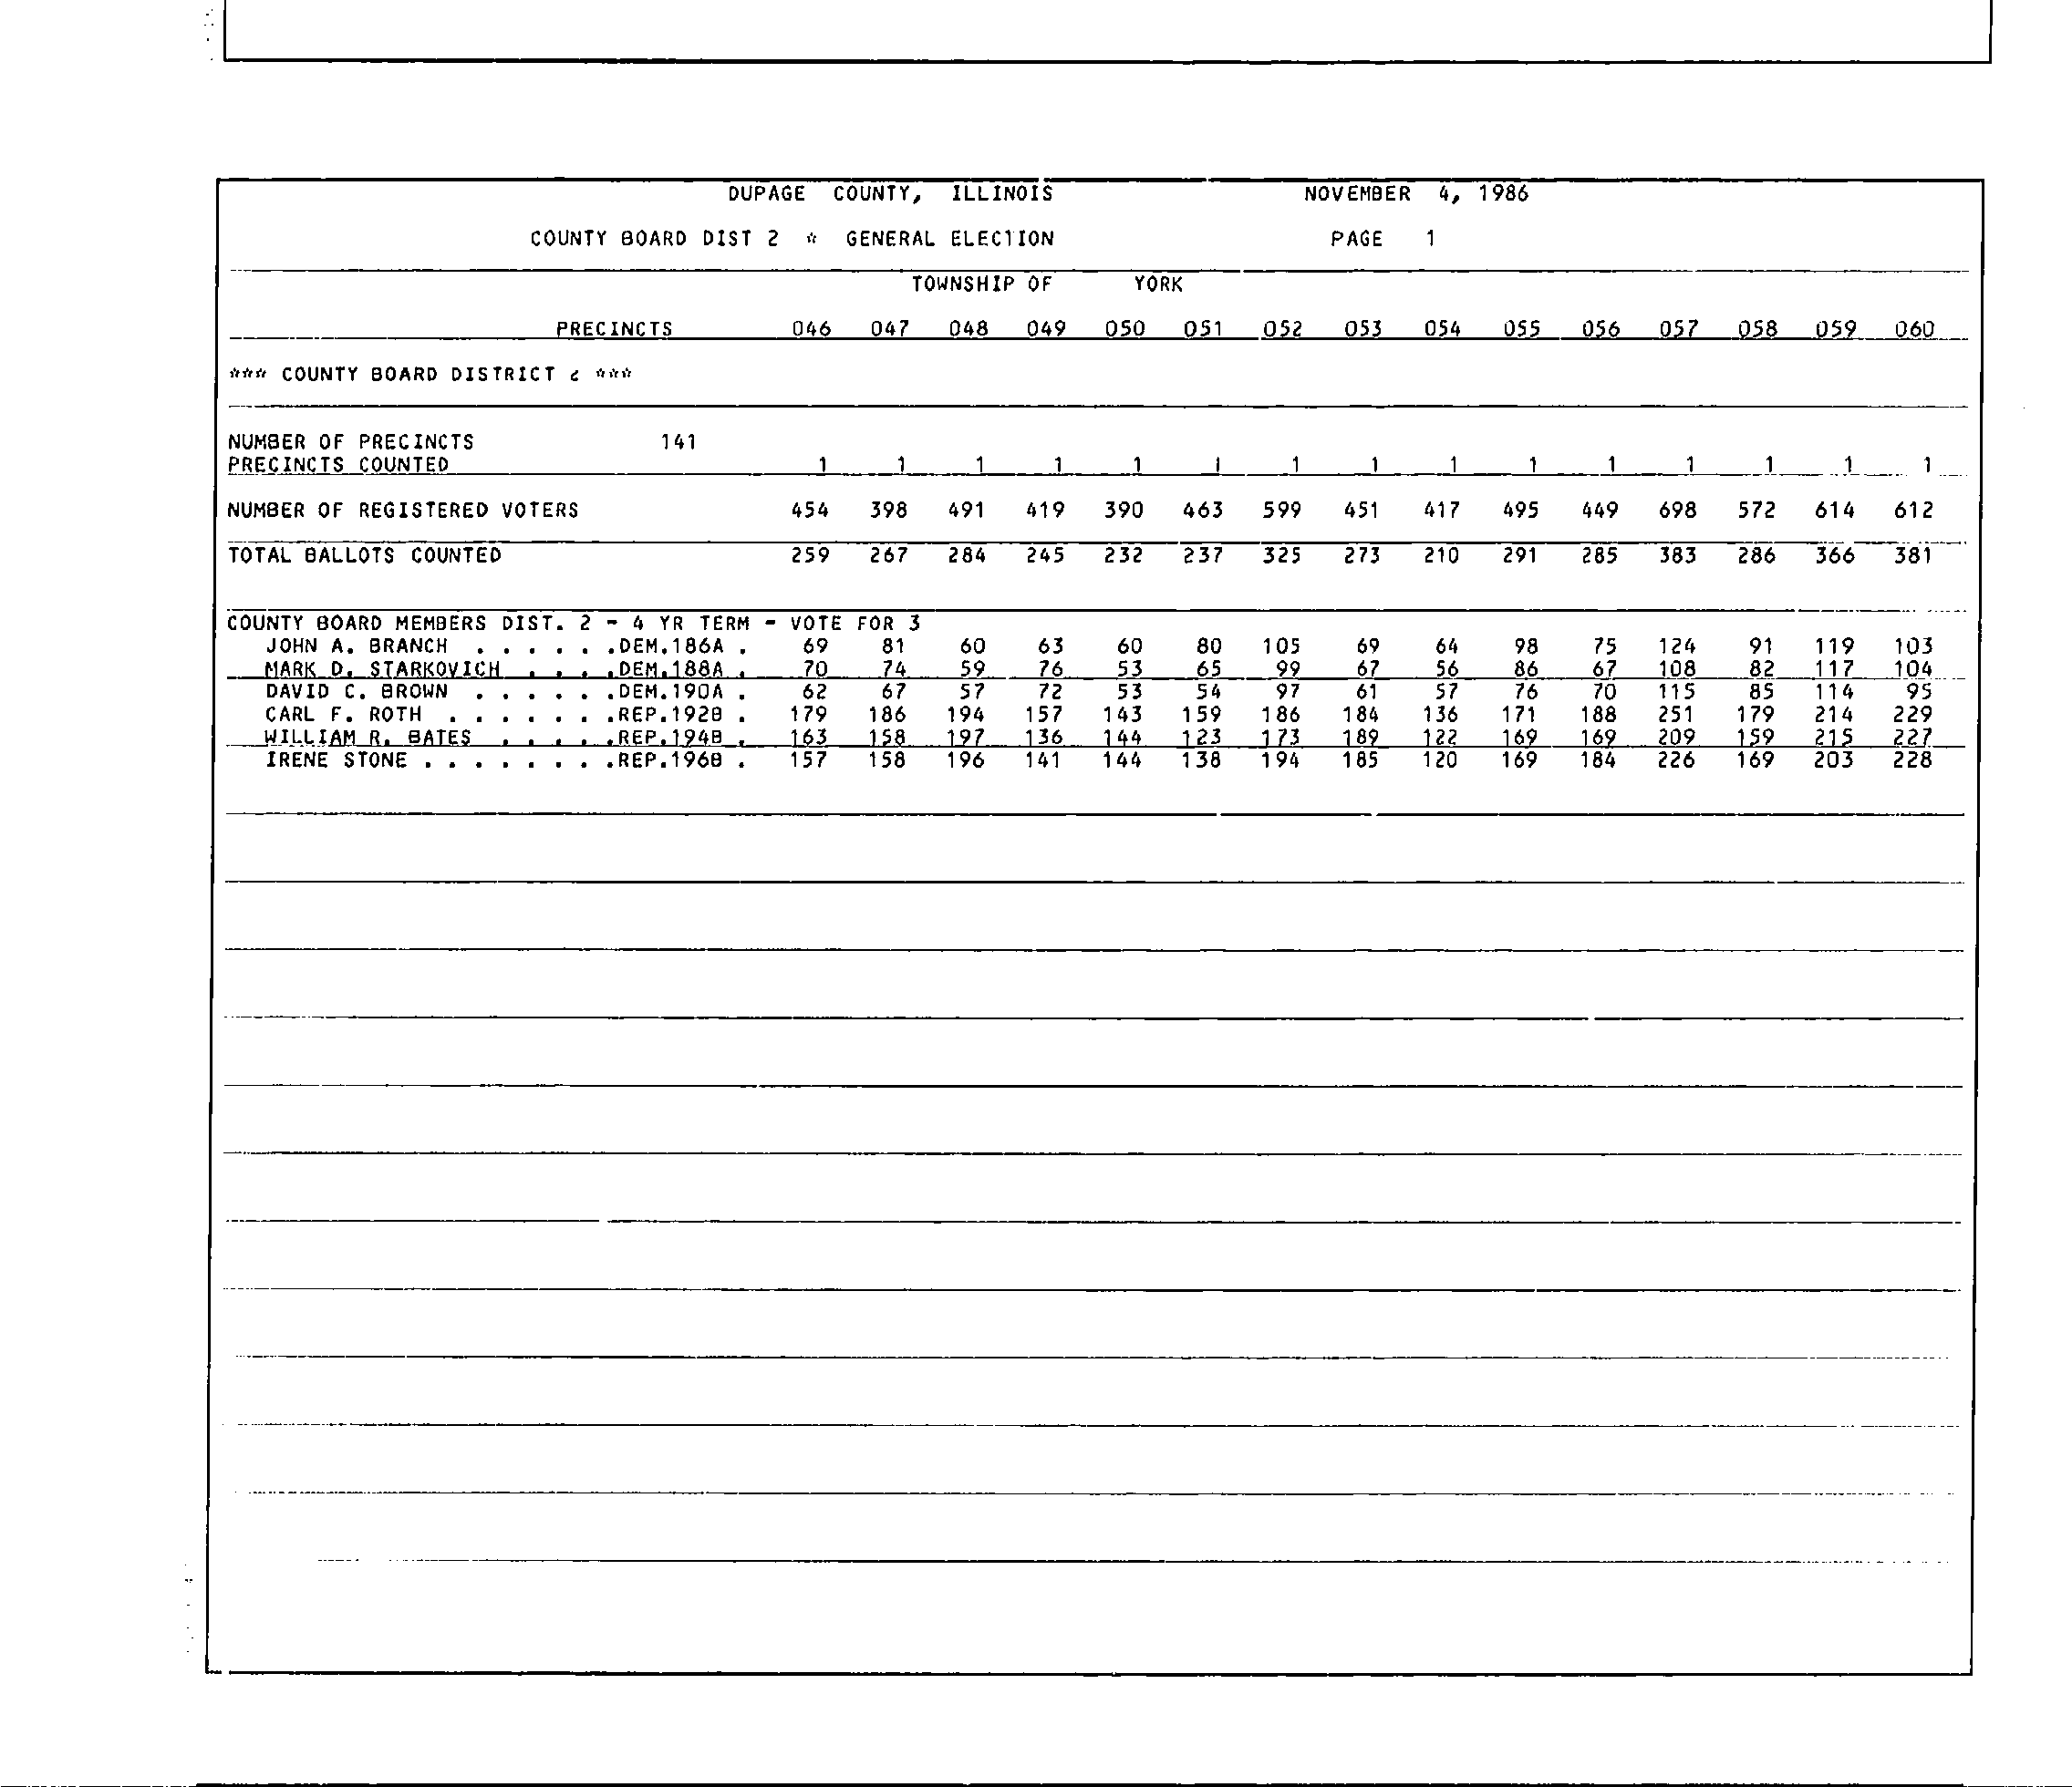 DUPAGE COUNTY, ILLINOIS NOVEMBER 4, 1986
COUNTY BOARD DIST 2 * GENERAL ELECTION PAGE 1
TOWNSHIP OF YORK
PRECINCTS 046 047 048 049 050 051 052 053 054 055 056 057 058 059 060
*** COUNTY BOARD DISTRICT 2 ***
NUMBER OF PRECINCTS 141
PRECINCTS COUNTED 1 1 1 1 1 1 1 1 1 1 1 1 1 1 1
NUMBER OF REGISTERED VOTERS 454 398 491 419 390 463 599 451 417 495 449 698 572 614 612
TOTAL BALLOTS COUNTED 259 267 284 245 232 237 325 273 210 291 285 383 286 366 381
COUNTY BOARD MEMBERS DIST. 2 - 4 YR TERM - VOTE FOR 3
JOHN A. BRANCH . . . . . .DEM.186A . 69 81 60 63 60 80 105 69 64 98 75 124 91 119 103
MARK D. STARKOVICH . . . .DEM.188A . 70 74 59 76 53 65 99 67 56 86 67 108 82 117 104
DAVID C. BROWN . . . . . .DEM.190A . 62 67 57 72 53 54 97 61 57 76 70 115 85 114 95
CARL F. ROTH . . . . . . .REP.192B . 179 186 194 157 143 159 186 184 136 171 188 251 179 214 229
WILLIAM R. BATES . . . . .REP.194B . 163 158 197 136 144 123 173 189 122 169 169 209 159 215 227
IRENE STONE . . . . . . . .REP.196B . 157 158 196 141 144 138 194 185 120 169 184 226 169 203 228